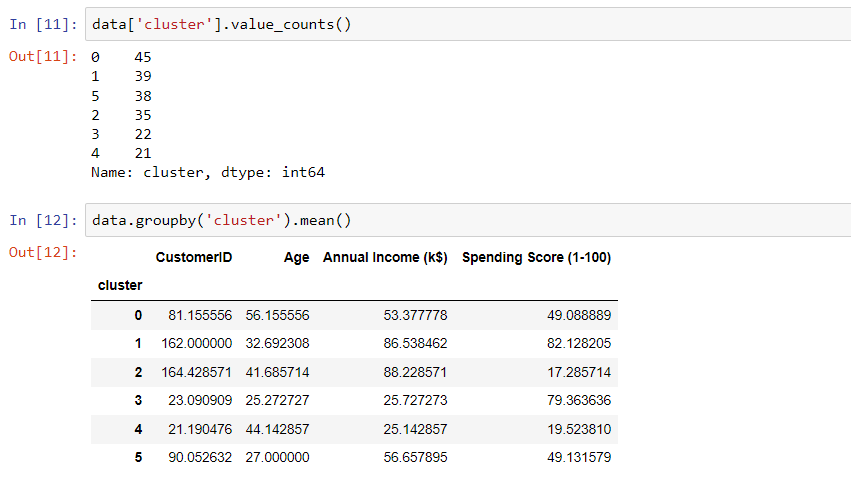 In [11]: data['cluster'].value_counts()
Out[11]: 0 45
1 39
5 38
2 35
3 22
4 21
Name: cluster, dtype: int64
In [12]: data.groupby('cluster').mean()
Out[12]:
CustomerID Age Annual Income (k$) Spending Score (1-100)
cluster
0 81.155556 56.155556 53.377778 49.088889
1 162.000000 32.692308 86.538462 82.128205
2 164.428571 41.685714 88.228571 17.285714
3 23.090909 25.272727 25.727273 79.363636
4 21.190476 44.142857 25.142857 19.523810
5 90.052632 27.000000 56.657895 49.131579